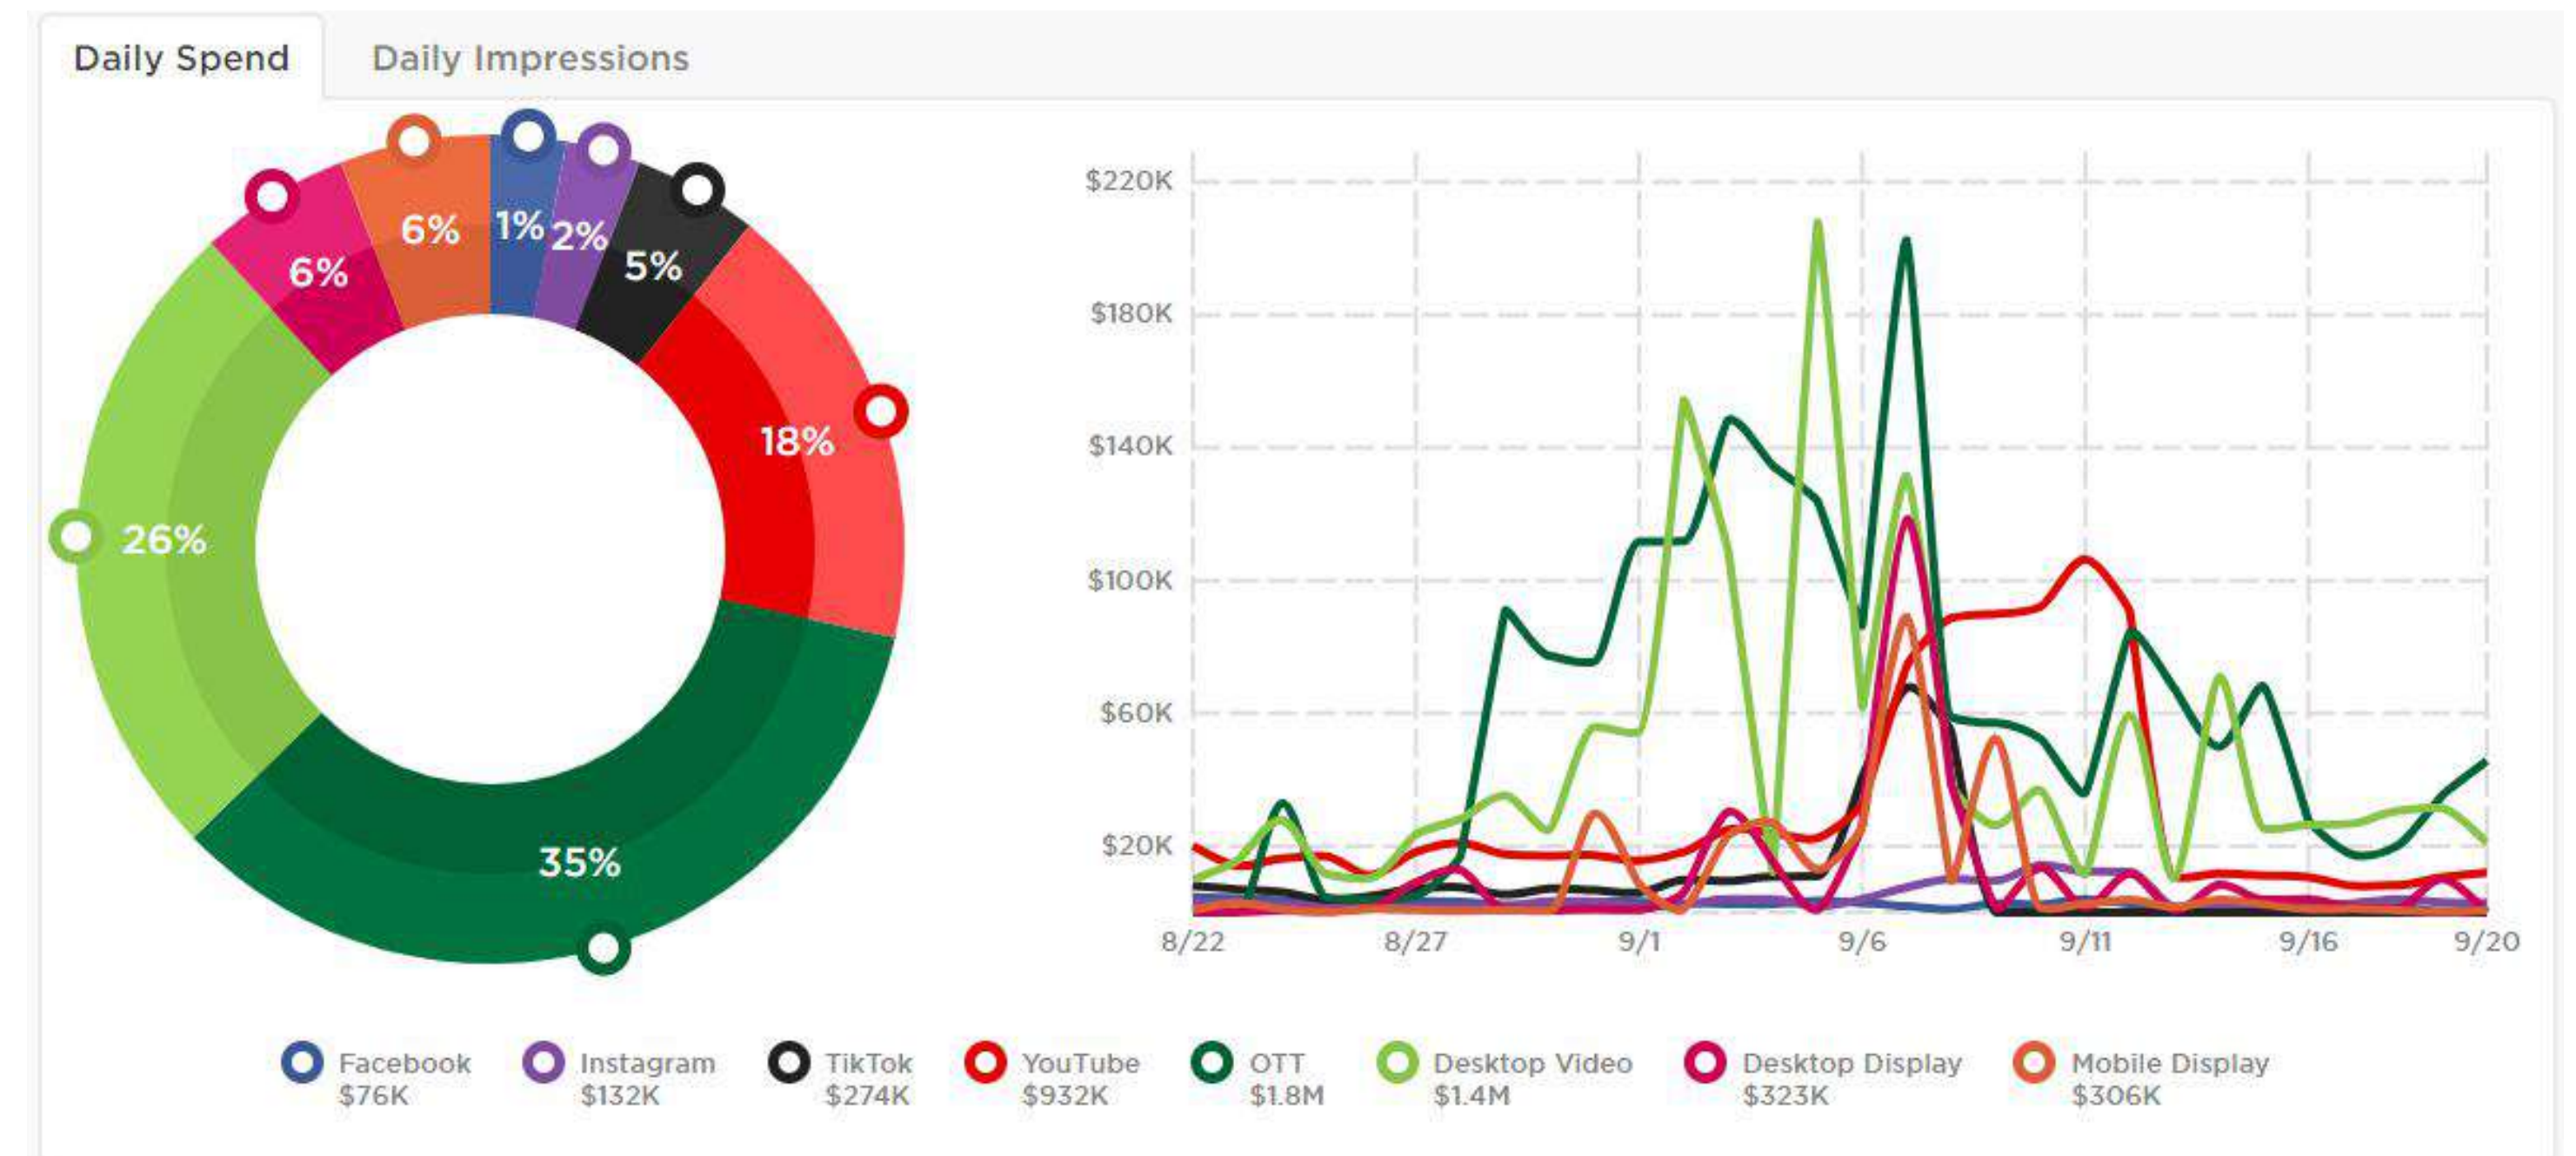 Daily Spend
Daily Impressions
6%
6%
1%
2%
5%
18%
26%
35%
$220K
$180K
$140K
$100K
$60K
$20K
8/22 8/27 9/1 9/6 9/11 9/16 9/20
Facebook
$76K
Instagram
$132K
TikTok
$274K
YouTube
$932K
OTT
$1.8M
Desktop Video
$1.4M
Desktop Display
$323K
Mobile Display
$306K